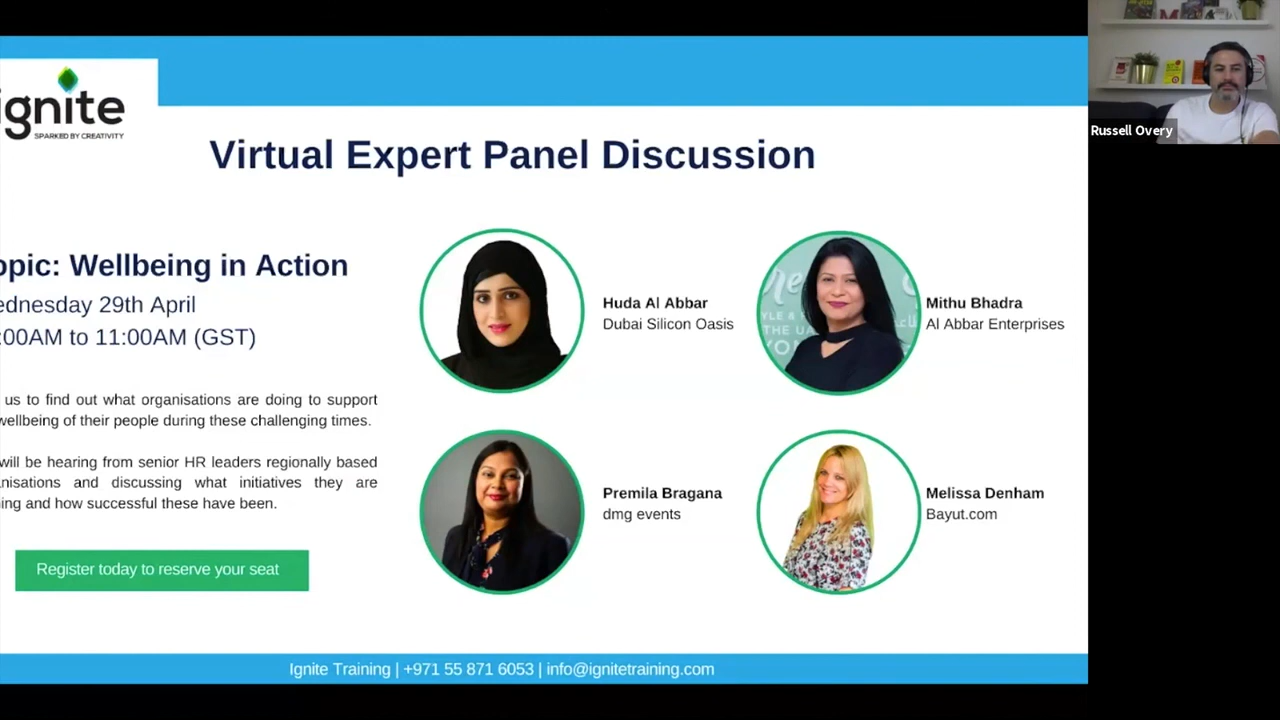 ignite
SPARKED BY CREATIVITY
Russell Overy
Virtual Expert Panel Discussion
opic: Wellbeing in Action
ednesday 29th April
:00AM to 11:00AM (GST)
us to find out what organisations are doing to support
wellbeing of their people during these challenging times.
will be hearing from senior HR leaders regionally based
anisations and discussing what initiatives they are
ning and how successful these have been.
Register today to reserve your seat
Huda Al Abbar
Dubai Silicon Oasis
Mithu Bhadra
Al Abbar Enterprises
Premila Bragana
dmg events
Melissa Denham
Bayut.com
Ignite Training | +971 55 871 6053 | info@ignitetraining.com